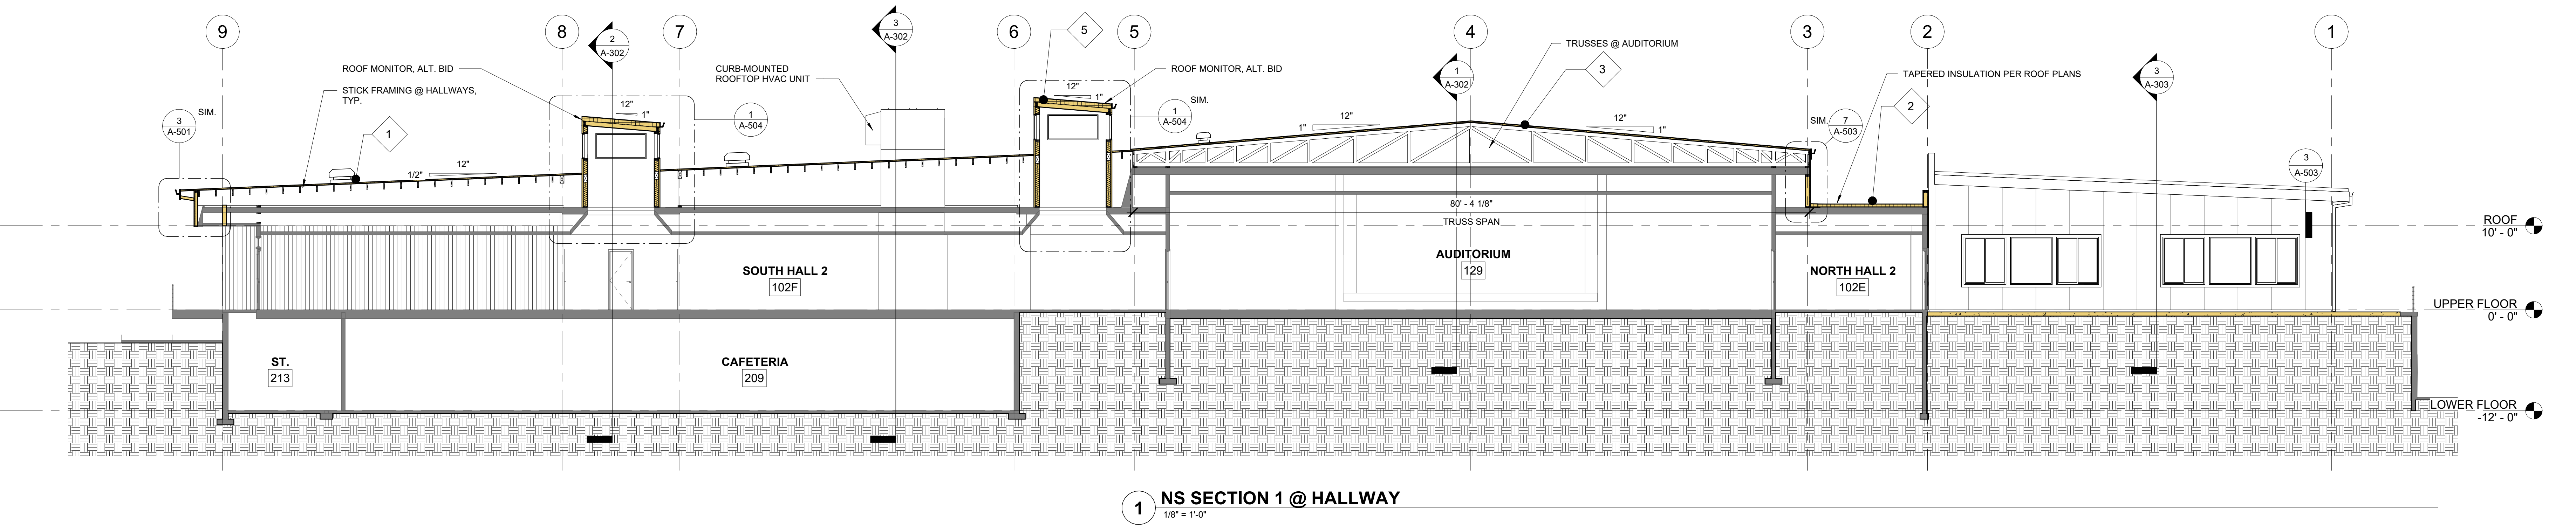 9
8
7
6
5
4
3
2
1
2
A-302
3
A-302
5
1
A-302
3
A-303
TRUSSES @ AUDITORIUM
3
ROOF MONITOR, ALT. BID
CURB-MOUNTED
ROOFTOP HVAC UNIT
ROOF MONITOR, ALT. BID
TAPERED INSULATION PER ROOF PLANS
STICK FRAMING @ HALLWAYS,
TYP.
12"
1"
12"
1"
SIM.
3
A-501
1
1
A-504
SIM.
1
A-504
12"
1"
12"
1"
SIM.
7
A-503
2
12"
1/2"
3
A-503
80' - 4 1/8"
TRUSS SPAN
ROOF
10' - 0"
SOUTH HALL 2
102F
AUDITORIUM
129
NORTH HALL 2
102E
UPPER FLOOR
0' - 0"
ST.
213
CAFETERIA
209
LOWER FLOOR
-12' - 0"
1
NS SECTION 1 @ HALLWAY
1/8" = 1'-0"